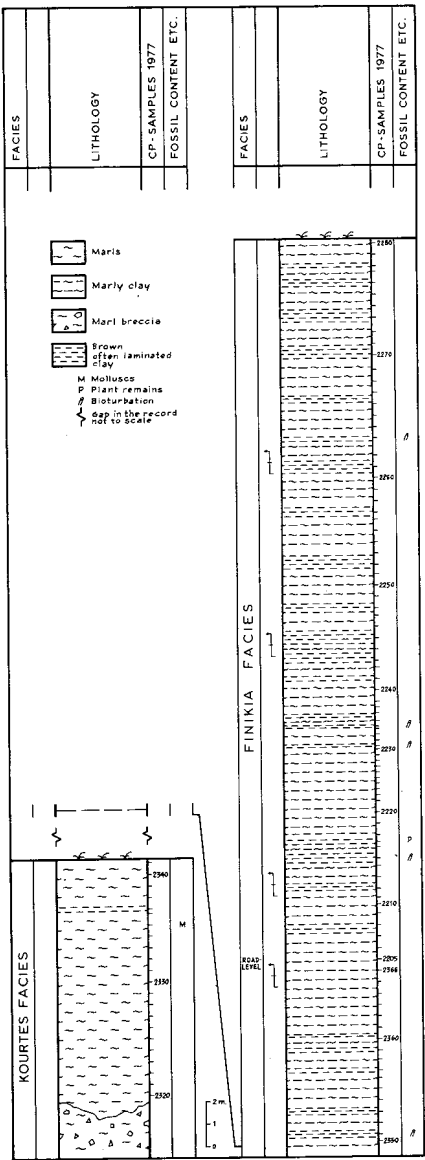 FACIES
LITHOLOGY
CP-SAMPLES 1977
FOSSIL CONTENT ETC.
FACIES
LITHOLOGY
CP-SAMPLES 1977
FOSSIL CONTENT ETC.
Marls
Marly clay
Marl breccia
Brown
often laminated
clay
M Molluscs
P Plant remains
Bioturbation
Gap in the record
not to scale
KOURTES FACIES
2340
M
2330
2320
2 m.
1
0
FINIKIA FACIES
2280
2270
2260
2250
2240
2230
2220
P
2210
ROAD-
LEVEL
2205
2366
2360
2350